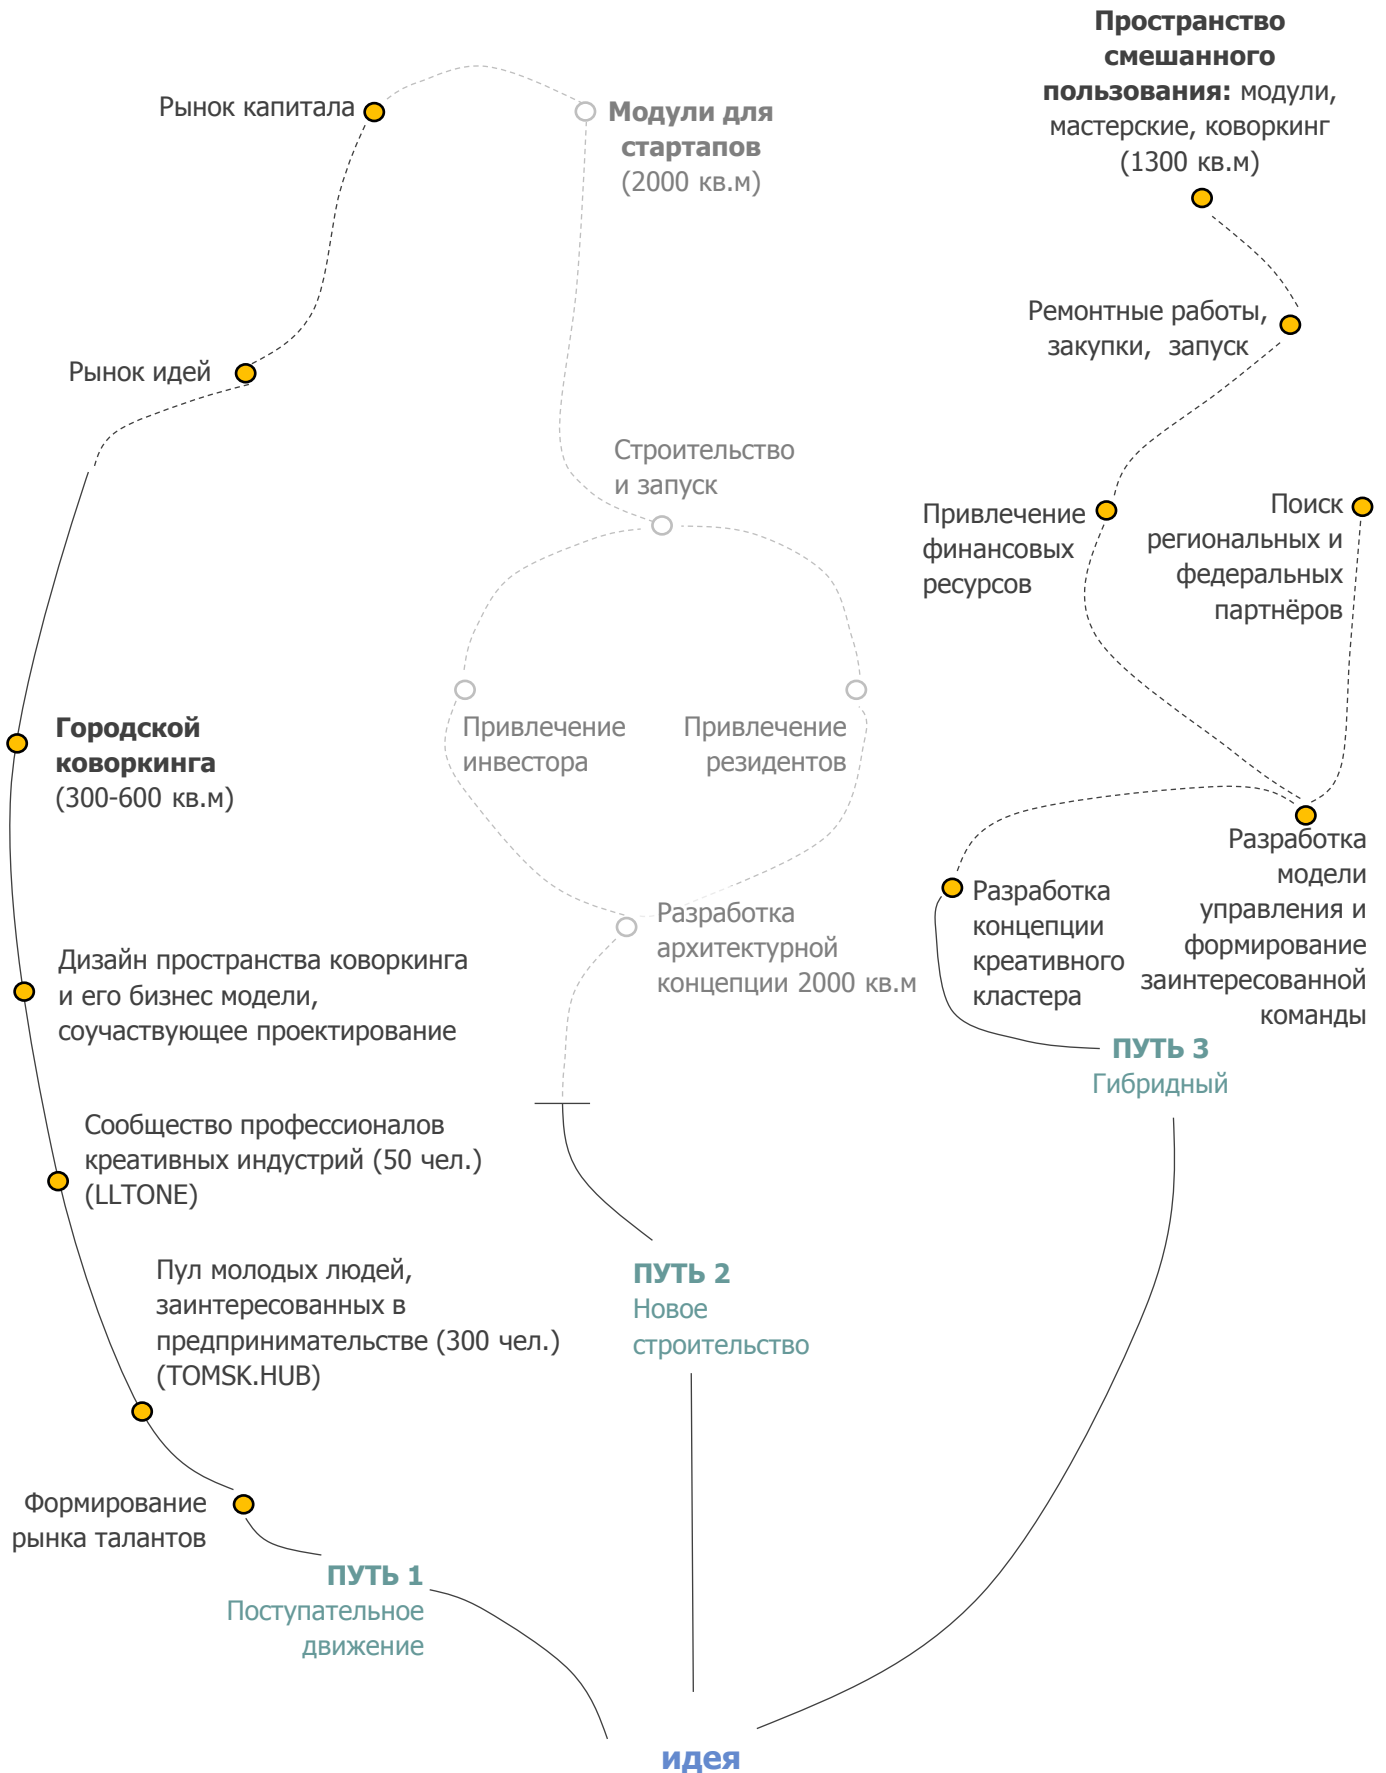 Пространство
смешанного
пользования: модули,
мастерские, коворкинг
(1300 кв.м)
Рынок капитала
Модули для
стартапов
(2000 кв.м)
Ремонтные работы,
закупки, запуск
Рынок идей
Строительство
и запуск
Привлечение
финансовых
ресурсов
Поиск
региональных и
федеральных
партнёров
Городской
коворкинга
(300-600 кв.м)
Привлечение
инвестора
Привлечение
резидентов
Разработка
модели
управления и
формирование
заинтересованной
команды
Разработка
концепции
креативного
кластера
Разработка
архитектурной
концепции 2000 кв.м
Дизайн пространства коворкинга
и его бизнес модели,
соучаствующее проектирование
ПУТЬ 3
Гибридный
Сообщество профессионалов
креативных индустрий (50 чел.)
(LLTONE)
Пул молодых людей,
заинтересованных в
предпринимательстве (300 чел.)
(TOMSK.HUB)
ПУТЬ 2
Новое
строительство
Формирование
рынка талантов
ПУТЬ 1
Поступательное
движение
идея